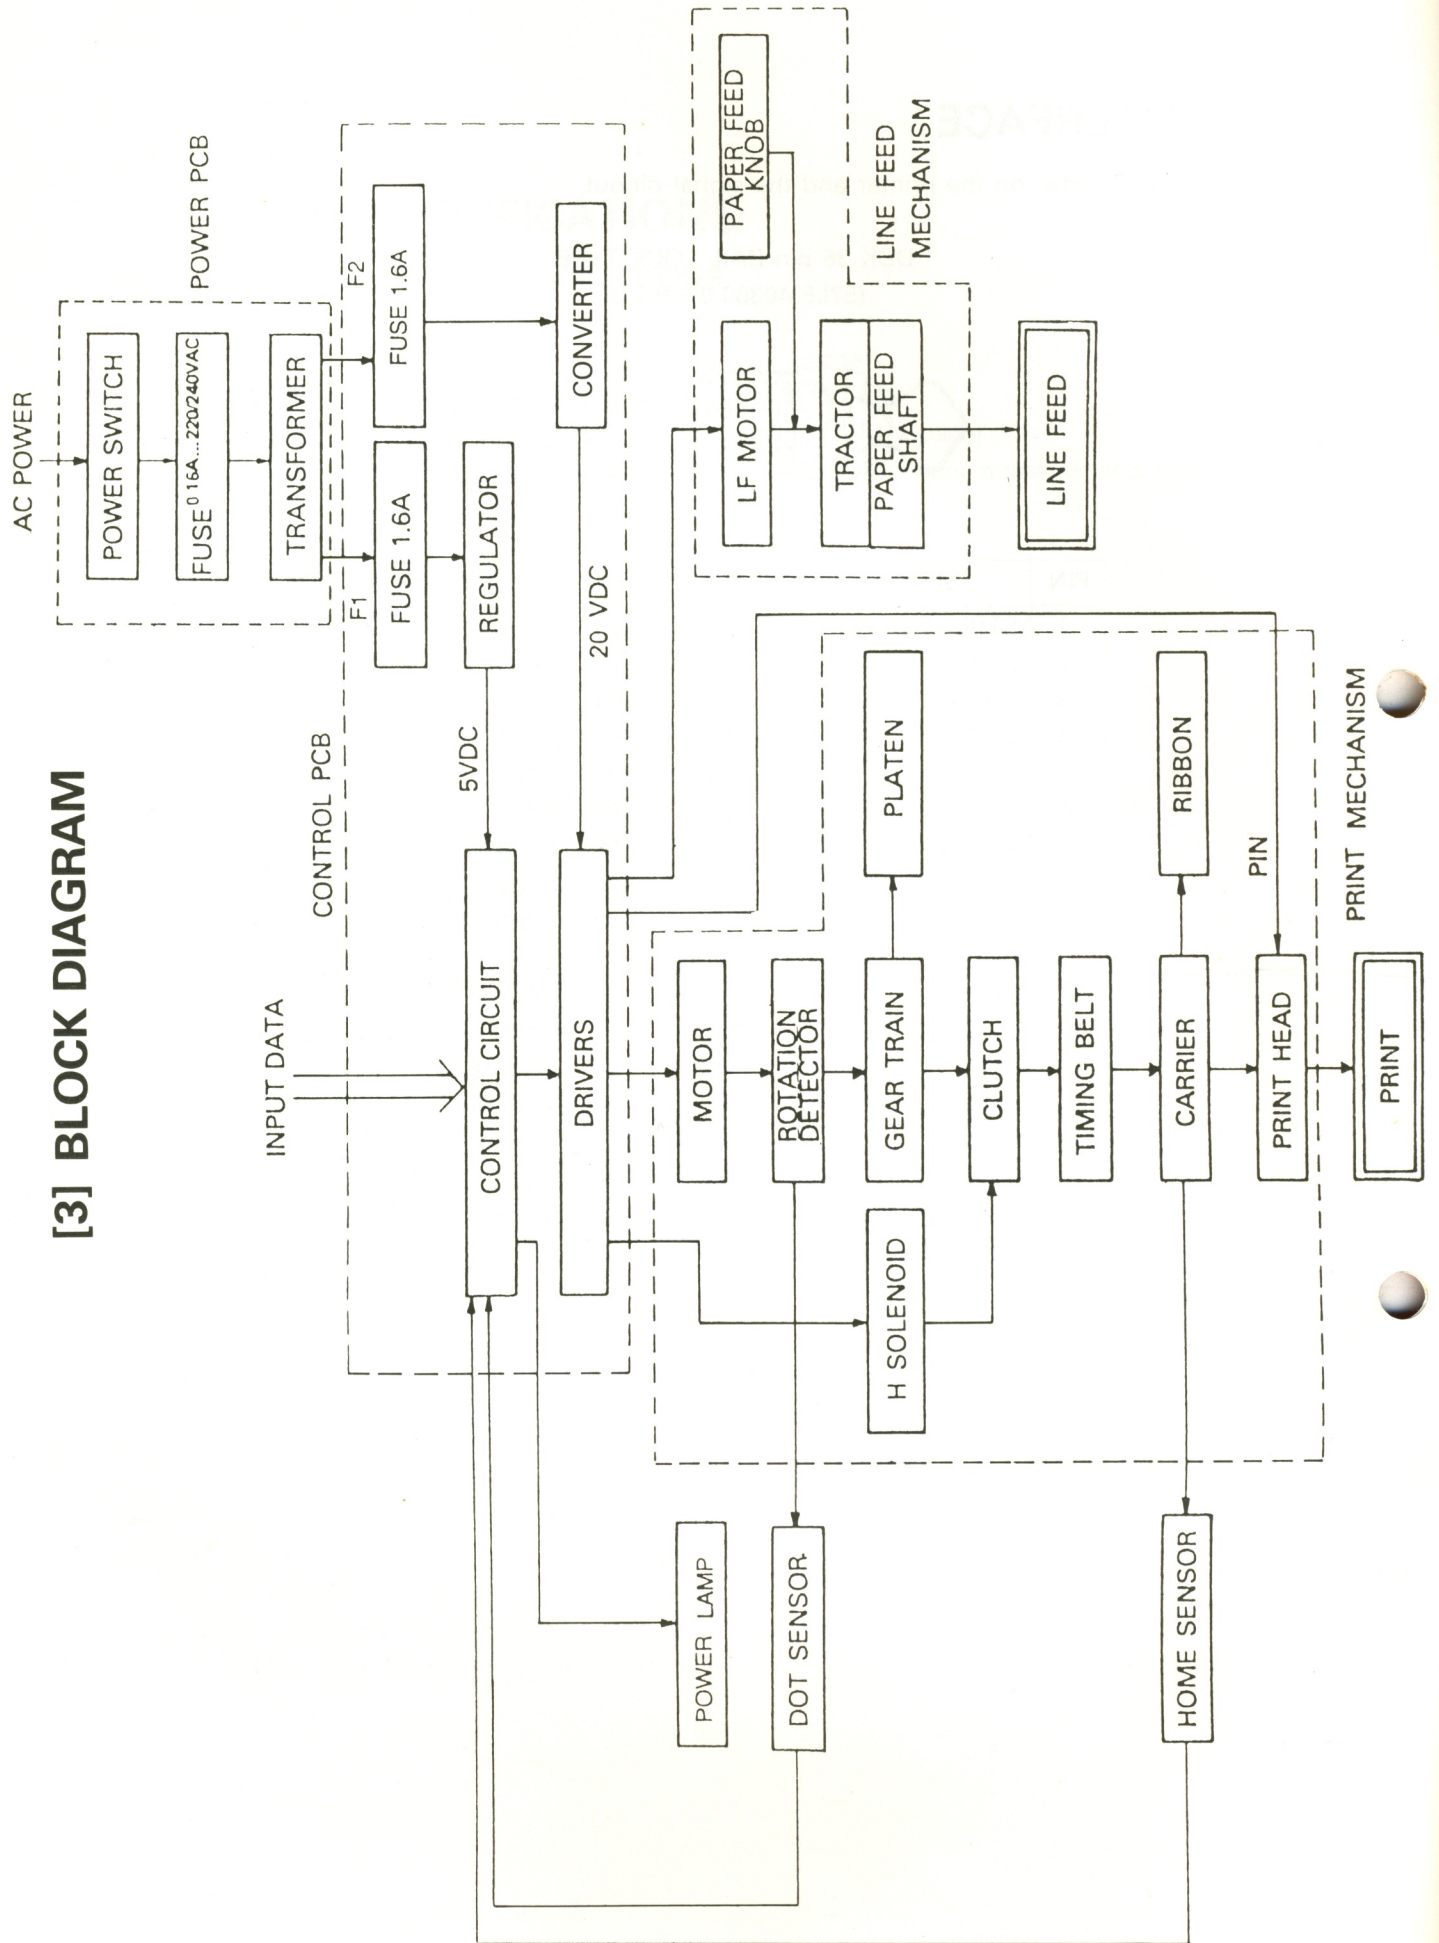 [3] BLOCK DIAGRAM
AC POWER
POWER PCB
POWER SWITCH
FUSE 0 16A...220/240VAC
TRANSFORMER
CONTROL PCB
F1
F2
FUSE 1.6A
FUSE 1.6A
REGULATOR
CONVERTER
5VDC
20 VDC
INPUT DATA
CONTROL CIRCUIT
DRIVERS
POWER LAMP
DOT SENSOR
HOME SENSOR
MOTOR
ROTATION
DETECTOR
GEAR TRAIN
PLATEN
H SOLENOID
CLUTCH
TIMING BELT
CARRIER
RIBBON
PIN
PRINT HEAD
PRINT MECHANISM
PRINT
PAPER FEED
KNOB
LF MOTOR
TRACTOR
PAPER FEED
SHAFT
LINE FEED
MECHANISM
LINE FEED